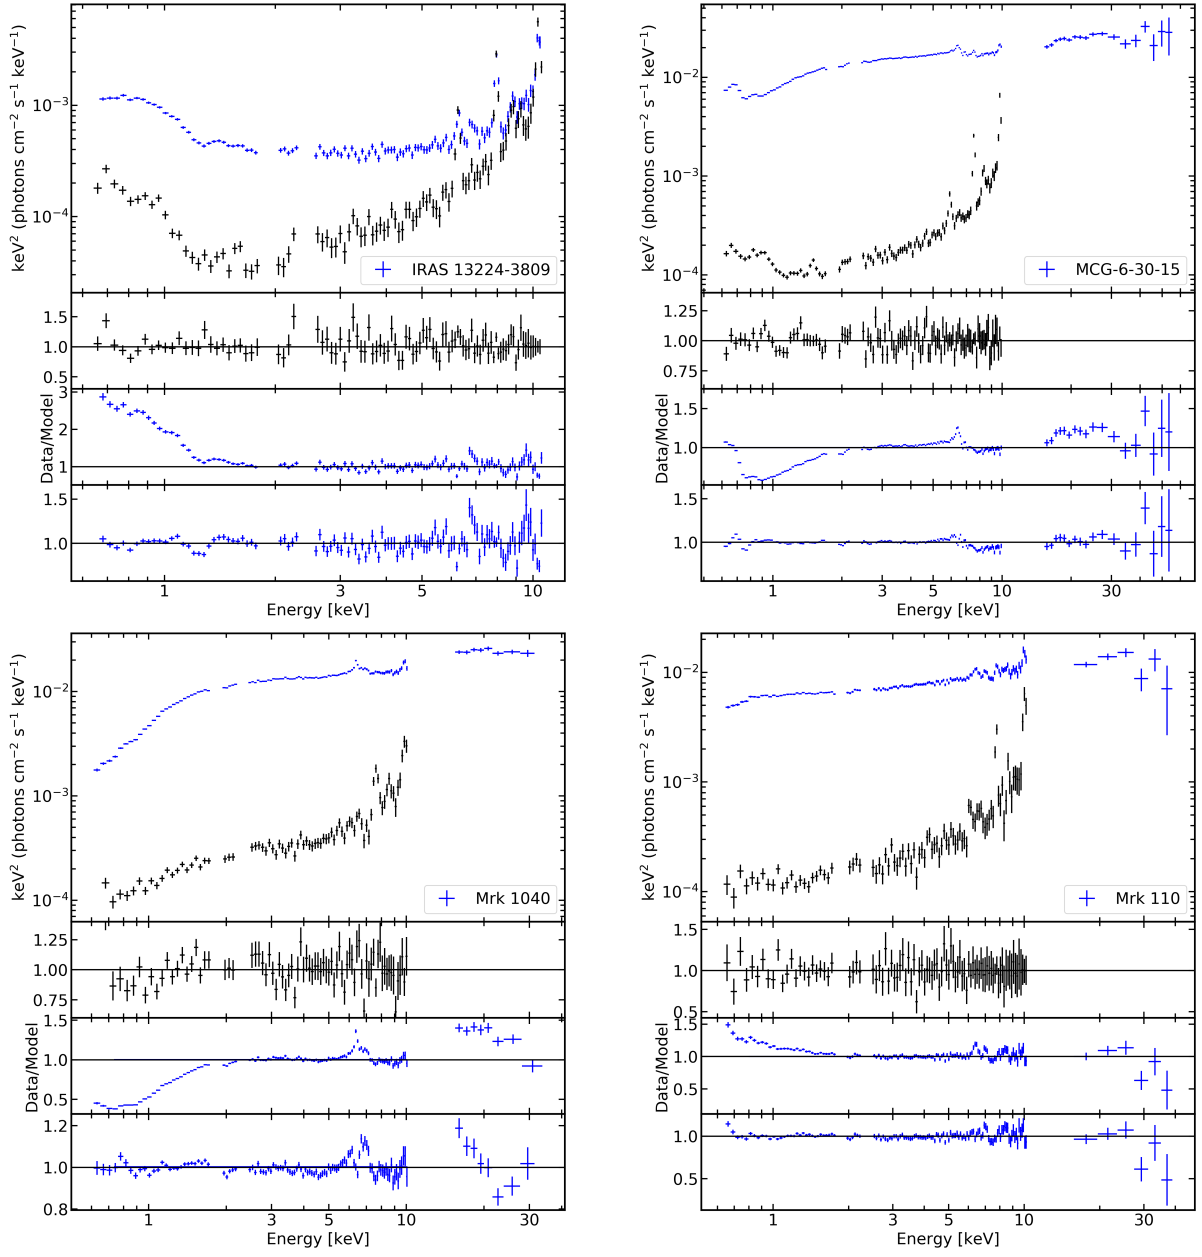 keV² (photons cm⁻² s⁻¹ keV⁻¹)
10⁻³
10⁻⁴
IRAS 13224-3809
1.5
1.0
0.5
Data/Model
3
2
1
1.5
1.0
1 3 5 10
Energy [keV]
keV² (photons cm⁻² s⁻¹ keV⁻¹)
10⁻²
10⁻³
10⁻⁴
MCG-6-30-15
1.25
1.00
0.75
Data/Model
1.5
1.0
1.5
1.0
1 3 5 10 30
Energy [keV]
keV² (photons cm⁻² s⁻¹ keV⁻¹)
10⁻²
10⁻³
10⁻⁴
Mrk 1040
1.25
1.00
0.75
Data/Model
1.5
1.0
0.5
1.2
1.0
0.8
1 3 5 10 30
Energy [keV]
keV² (photons cm⁻² s⁻¹ keV⁻¹)
10⁻²
10⁻³
10⁻⁴
Mrk 110
1.5
1.0
0.5
Data/Model
1.5
1.0
0.5
1.0
0.5
1 3 5 10 30
Energy [keV]